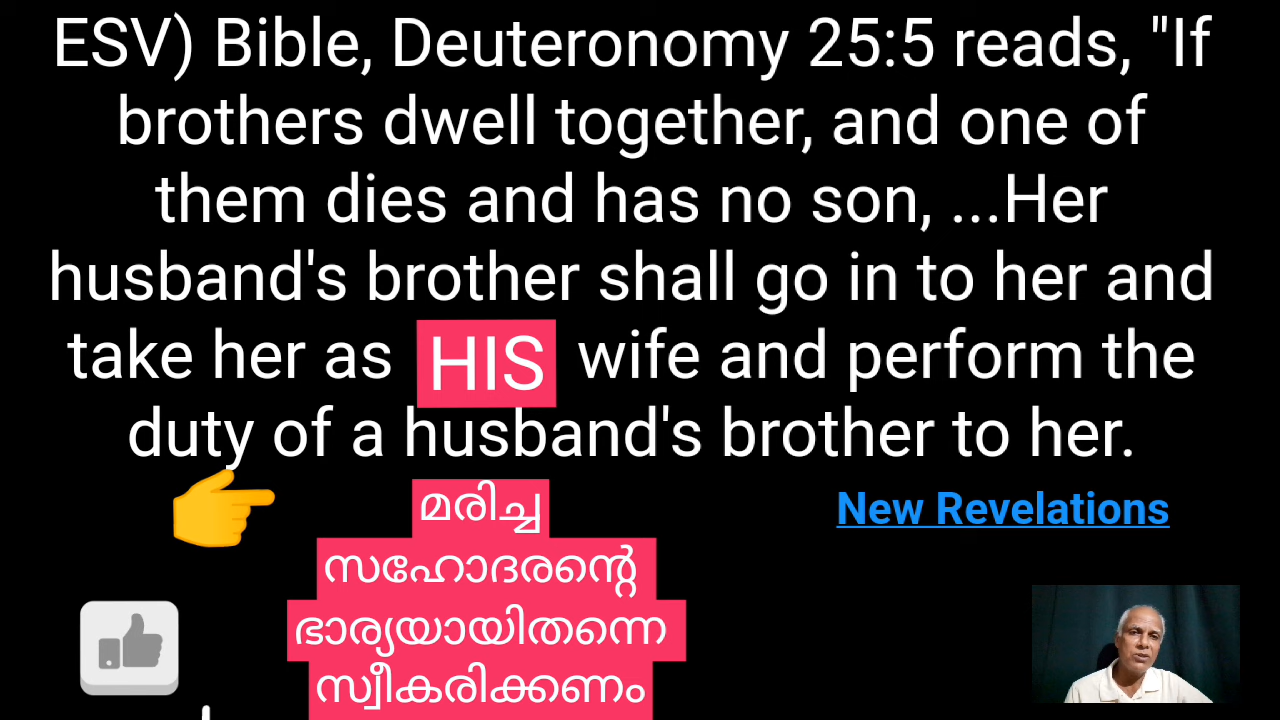 ESV) Bible, Deuteronomy 25:5 reads, "If
brothers dwell together, and one of
them dies and has no son, ...Her
husband's brother shall go in to her and
take her as HIS wife and perform the
duty of a husband's brother to her.
മരിച്ച
സഹോദരന്റെ
ഭാര്യയായിതന്നെ
സ്വീകരിക്കണം
New Revelations